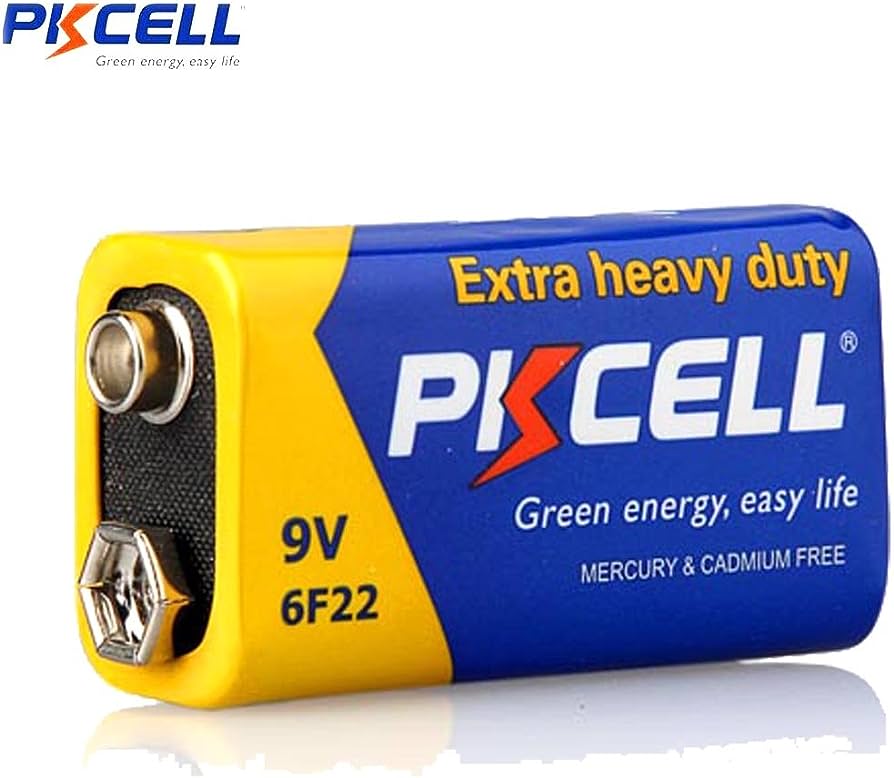 PKCELL
Green energy, easy life
Extra heavy duty
PKCELL®
Green energy, easy life
MERCURY & CADMIUM FREE
9V
6F22